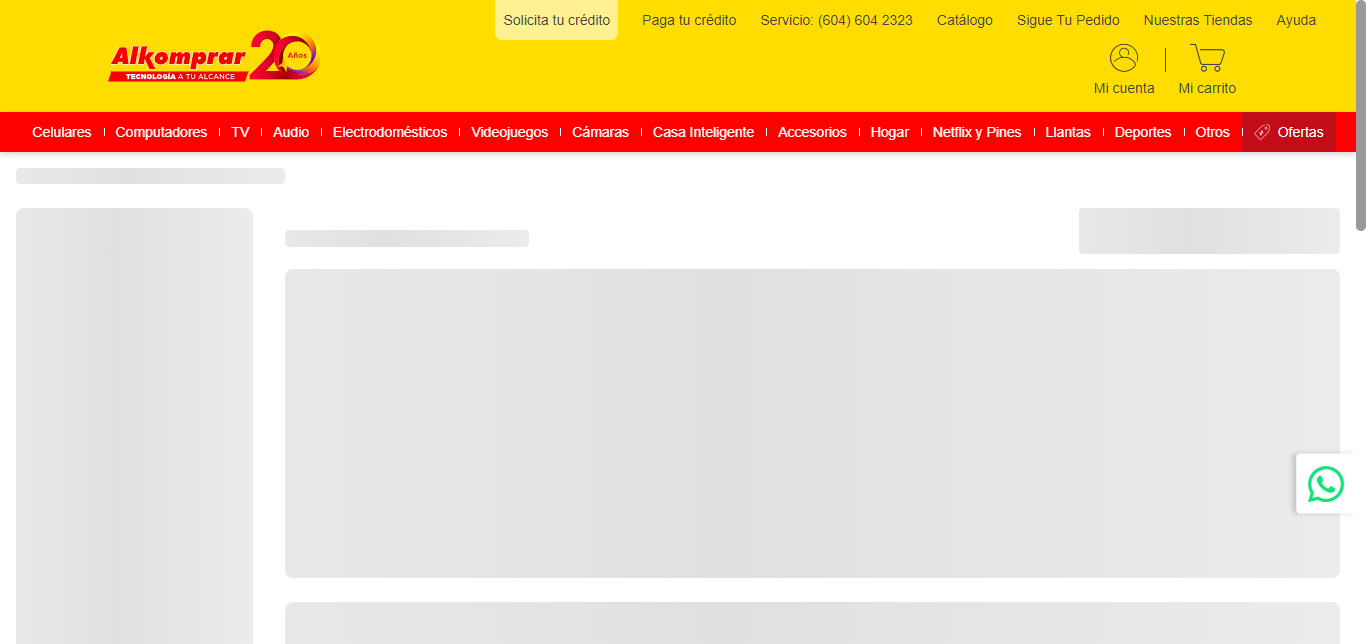 Solicita tu crédito
Paga tu crédito
Servicio: (604) 604 2323
Catálogo
Sigue Tu Pedido
Nuestras Tiendas
Ayuda
Alkomprar 20 Años
TECNOLOGÍA A TU ALCANCE
Mi cuenta
Mi carrito
Celulares
Computadores
TV
Audio
Electrodomésticos
Videojuegos
Cámaras
Casa Inteligente
Accesorios
Hogar
Netflix y Pines
Llantas
Deportes
Otros
Ofertas